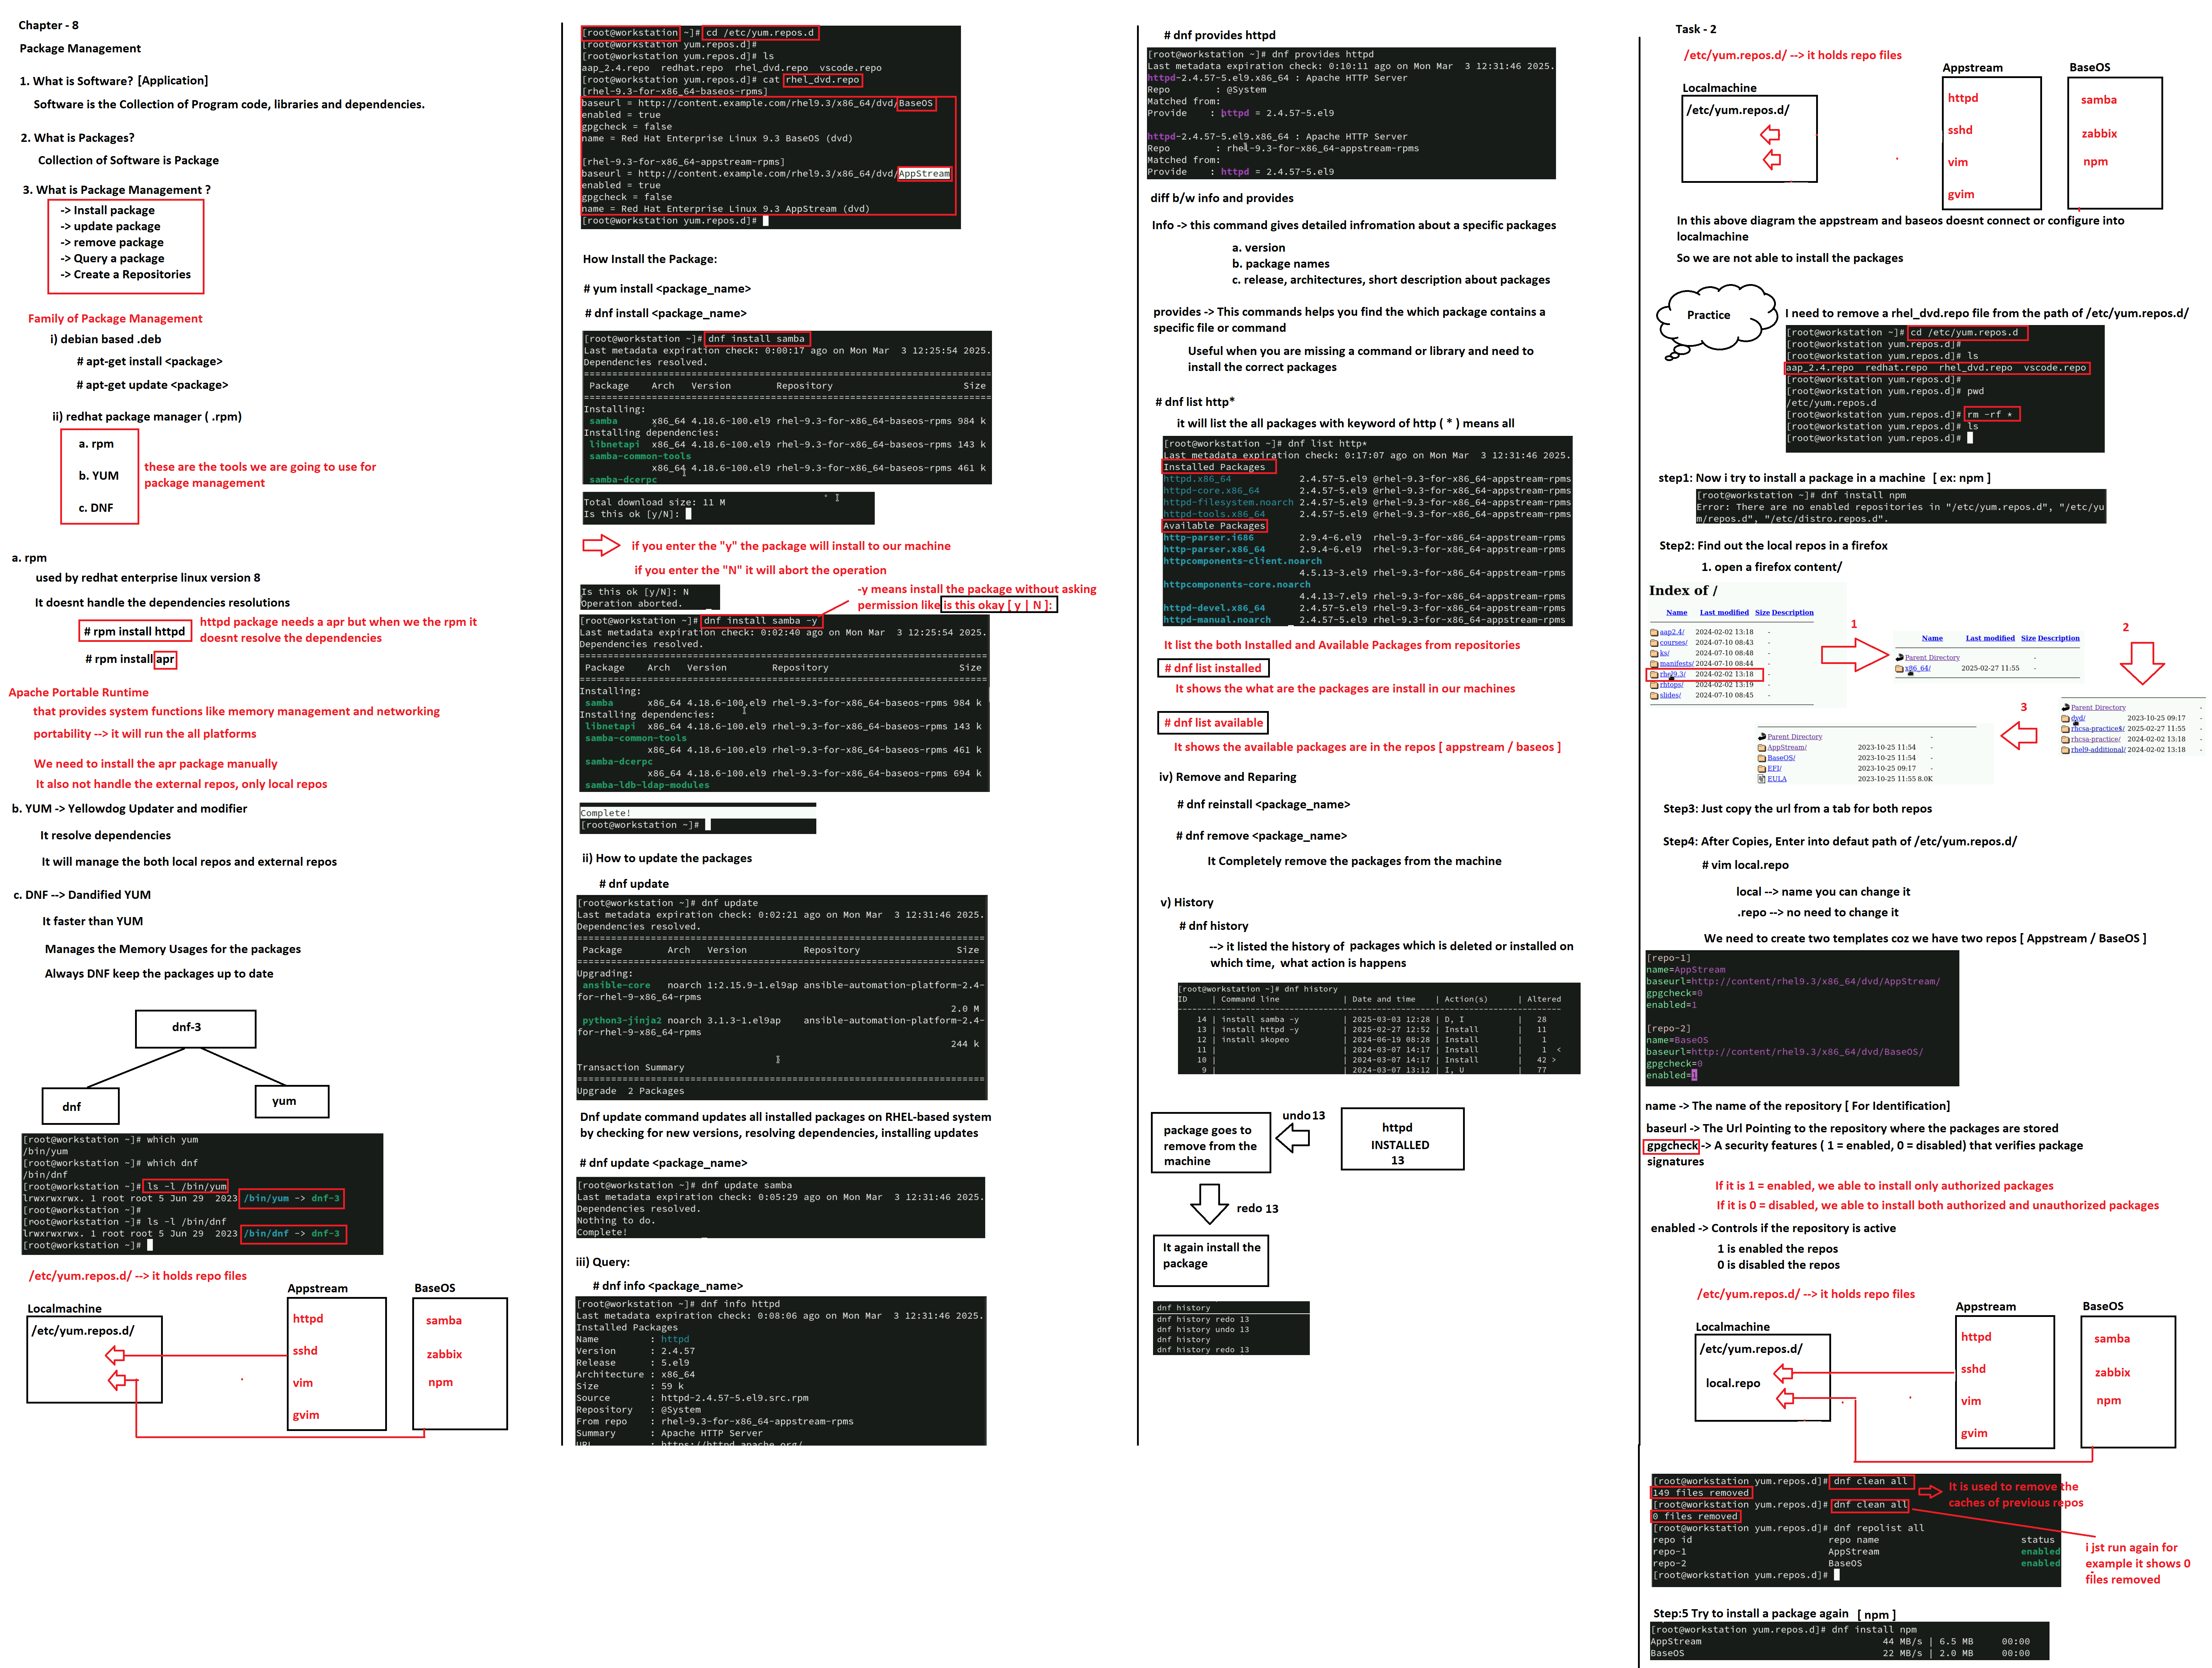 Chapter - 8
Package Management
1. What is Software? [Application]
Software is the Collection of Program code, libraries and dependencies.
2. What is Packages?
Collection of Software is Package
3. What is Package Management ?
-> Install package
-> update package
-> remove package
-> Query a package
-> Create a Repositories
Family of Package Management
i) debian based .deb
# apt-get install <package>
# apt-get update <package>
ii) redhat package manager ( .rpm)
a. rpm
b. YUM
c. DNF
these are the tools we are going to use for
package management
a. rpm
used by redhat enterprise linux version 8
It doesnt handle the dependencies resolutions
# rpm install httpd
httpd package needs a apr but when we the rpm it
doesnt resolve the dependencies
# rpm install apr
Apache Portable Runtime
that provides system functions like memory management and networking
portability --> it will run the all platforms
We need to install the apr package manually
It also not handle the external repos, only local repos
b. YUM -> Yellowdog Updater and modifier
It resolve dependencies
It will manage the both local repos and external repos
c. DNF --> Dandified YUM
It faster than YUM
Manages the Memory Usages for the packages
Always DNF keep the packages up to date
dnf-3
dnf
yum
[root@workstation ~]# which yum
/bin/yum
[root@workstation ~]# which dnf
/bin/dnf
[root@workstation ~]# ls -l /bin/yum
lrwxrwxrwx. 1 root root 5 Jun 29  2023 /bin/yum -> dnf-3
[root@workstation ~]#
[root@workstation ~]# ls -l /bin/dnf
lrwxrwxrwx. 1 root root 5 Jun 29  2023 /bin/dnf -> dnf-3
[root@workstation ~]#
/etc/yum.repos.d/ --> it holds repo files
Localmachine
/etc/yum.repos.d/
Appstream
httpd
sshd
vim
gvim
BaseOS
samba
zabbix
npm
[root@workstation ~]# cd /etc/yum.repos.d
[root@workstation yum.repos.d]#
[root@workstation yum.repos.d]# ls
aap_2.4.repo  redhat.repo  rhel_dvd.repo  vscode.repo
[root@workstation yum.repos.d]# cat rhel_dvd.repo
[rhel-9.3-for-x86_64-baseos-rpms]
baseurl = http://content.example.com/rhel9.3/x86_64/dvd/BaseOS
enabled = true
gpgcheck = false
name = Red Hat Enterprise Linux 9.3 BaseOS (dvd)
[rhel-9.3-for-x86_64-appstream-rpms]
baseurl = http://content.example.com/rhel9.3/x86_64/dvd/AppStream
enabled = true
gpgcheck = false
name = Red Hat Enterprise Linux 9.3 AppStream (dvd)
[root@workstation yum.repos.d]#
How Install the Package:
# yum install <package_name>
# dnf install <package_name>
[root@workstation ~]# dnf install samba
Last metadata expiration check: 0:00:17 ago on Mon Mar  3 12:25:54 2025.
Dependencies resolved.
Package    Arch   Version        Repository                    Size
Installing:
samba      x86_64 4.18.6-100.el9 rhel-9.3-for-x86_64-baseos-rpms 984 k
Installing dependencies:
libnetapi  x86_64 4.18.6-100.el9 rhel-9.3-for-x86_64-baseos-rpms 143 k
samba-common-tools
x86_64 4.18.6-100.el9 rhel-9.3-for-x86_64-baseos-rpms 461 k
samba-dcerpc
Total download size: 11 M
Is this ok [y/N]:
if you enter the "y" the package will install to our machine
if you enter the "N" it will abort the operation
Is this ok [y/N]: N
Operation aborted.
-y means install the package without asking
permission like is this okay [ y | N ]:
[root@workstation ~]# dnf install samba -y
Last metadata expiration check: 0:02:40 ago on Mon Mar  3 12:25:54 2025.
Dependencies resolved.
Package    Arch   Version        Repository                    Size
Installing:
samba      x86_64 4.18.6-100.el9 rhel-9.3-for-x86_64-baseos-rpms 984 k
Installing dependencies:
libnetapi  x86_64 4.18.6-100.el9 rhel-9.3-for-x86_64-baseos-rpms 143 k
samba-common-tools
x86_64 4.18.6-100.el9 rhel-9.3-for-x86_64-baseos-rpms 461 k
samba-dcerpc
x86_64 4.18.6-100.el9 rhel-9.3-for-x86_64-baseos-rpms 694 k
samba-ldb-ldap-modules
Complete!
[root@workstation ~]#
ii) How to update the packages
# dnf update
[root@workstation ~]# dnf update
Last metadata expiration check: 0:02:21 ago on Mon Mar  3 12:31:46 2025.
Dependencies resolved.
Package       Arch   Version         Repository                Size
Upgrading:
ansible-core   noarch 1:2.15.9-1.el9ap ansible-automation-platform-2.4-
for-rhel-9-x86_64-rpms
2.0 M
python3-jinja2 noarch 3.1.3-1.el9ap    ansible-automation-platform-2.4-
for-rhel-9-x86_64-rpms
244 k
Transaction Summary
Upgrade  2 Packages
Dnf update command updates all installed packages on RHEL-based system
by checking for new versions, resolving dependencies, installing updates
# dnf update <package_name>
[root@workstation ~]# dnf update samba
Last metadata expiration check: 0:05:29 ago on Mon Mar  3 12:31:46 2025.
Dependencies resolved.
Nothing to do.
Complete!
iii) Query:
# dnf info <package_name>
[root@workstation ~]# dnf info httpd
Last metadata expiration check: 0:08:06 ago on Mon Mar  3 12:31:46 2025.
Installed Packages
Name         : httpd
Version      : 2.4.57
Release      : 5.el9
Architecture : x86_64
Size         : 59 k
Source       : httpd-2.4.57-5.el9.src.rpm
Repository   : @System
From repo    : rhel-9.3-for-x86_64-appstream-rpms
Summary      : Apache HTTP Server
URL          : https://httpd.apache.org/
# dnf provides httpd
[root@workstation ~]# dnf provides httpd
Last metadata expiration check: 0:10:11 ago on Mon Mar  3 12:31:46 2025.
httpd-2.4.57-5.el9.x86_64 : Apache HTTP Server
Repo        : @System
Matched from:
Provide    : httpd = 2.4.57-5.el9
httpd-2.4.57-5.el9.x86_64 : Apache HTTP Server
Repo        : rhel-9.3-for-x86_64-appstream-rpms
Matched from:
Provide    : httpd = 2.4.57-5.el9
diff b/w info and provides
Info -> this command gives detailed infromation about a specific packages
a. version
b. package names
c. release, architectures, short description about packages
provides -> This commands helps you find the which package contains a
specific file or command
Useful when you are missing a command or library and need to
install the correct packages
# dnf list http*
it will list the all packages with keyword of http ( * ) means all
[root@workstation ~]# dnf list http*
Last metadata expiration check: 0:17:07 ago on Mon Mar  3 12:31:46 2025.
Installed Packages
httpd.x86_64            2.4.57-5.el9 @rhel-9.3-for-x86_64-appstream-rpms
httpd-core.x86_64       2.4.57-5.el9 @rhel-9.3-for-x86_64-appstream-rpms
httpd-filesystem.noarch 2.4.57-5.el9 @rhel-9.3-for-x86_64-appstream-rpms
httpd-tools.x86_64      2.4.57-5.el9 @rhel-9.3-for-x86_64-appstream-rpms
Available Packages
http-parser.i686        2.9.4-6.el9  rhel-9.3-for-x86_64-appstream-rpms
http-parser.x86_64      2.9.4-6.el9  rhel-9.3-for-x86_64-appstream-rpms
httpcomponents-client.noarch
4.5.13-3.el9 rhel-9.3-for-x86_64-appstream-rpms
httpcomponents-core.noarch
4.4.13-7.el9 rhel-9.3-for-x86_64-appstream-rpms
httpd-devel.x86_64      2.4.57-5.el9 rhel-9.3-for-x86_64-appstream-rpms
httpd-manual.noarch     2.4.57-5.el9 rhel-9.3-for-x86_64-appstream-rpms
It list the both Installed and Available Packages from repositories
# dnf list installed
It shows the what are the packages are install in our machines
# dnf list available
It shows the available packages are in the repos [ appstream / baseos ]
iv) Remove and Reparing
# dnf reinstall <package_name>
# dnf remove <package_name>
It Completely remove the packages from the machine
v) History
# dnf history
--> it listed the history of packages which is deleted or installed on
which time, what action is happens
[root@workstation ~]# dnf history
ID     | Command line             | Date and time    | Action(s)      | Altered
14 | install samba -y         | 2025-03-03 12:28 | D, I           |   28
13 | install httpd -y         | 2025-02-27 12:52 | Install        |   11
12 | install skopeo           | 2024-06-19 08:28 | Install        |    1
11 |                          | 2024-03-07 14:17 | Install        |    1  <
10 |                          | 2024-03-07 14:17 | Install        |   42 >
9 |                          | 2024-03-07 13:12 | I, U           |   77
package goes to
remove from the
machine
undo 13
httpd
INSTALLED
13
redo 13
It again install the
package
dnf history
dnf history redo 13
dnf history undo 13
dnf history
dnf history redo 13
Task - 2
/etc/yum.repos.d/ --> it holds repo files
Localmachine
/etc/yum.repos.d/
Appstream
httpd
sshd
vim
gvim
BaseOS
samba
zabbix
npm
In this above diagram the appstream and baseos doesnt connect or configure into
localmachine
So we are not able to install the packages
Practice
I need to remove a rhel_dvd.repo file from the path of /etc/yum.repos.d/
[root@workstation ~]# cd /etc/yum.repos.d
[root@workstation yum.repos.d]#
[root@workstation yum.repos.d]# ls
aap_2.4.repo  redhat.repo  rhel_dvd.repo  vscode.repo
[root@workstation yum.repos.d]#
[root@workstation yum.repos.d]# pwd
/etc/yum.repos.d
[root@workstation yum.repos.d]# rm -rf *
[root@workstation yum.repos.d]# ls
[root@workstation yum.repos.d]#
step1: Now i try to install a package in a machine [ ex: npm ]
[root@workstation ~]# dnf install npm
Error: There are no enabled repositories in "/etc/yum.repos.d", "/etc/yu
m/repos.d", "/etc/distro.repos.d".
Step2: Find out the local repos in a firefox
1. open a firefox content/
Index of /
Name Last modified Size Description
aap2.4/ 2024-02-02 13:18 -
courses/ 2024-07-10 08:43 -
ks/ 2024-07-10 08:48 -
manifests/ 2024-07-10 08:44 -
rhel9.3/ 2024-02-02 13:18 -
rhtops/ 2024-02-02 13:19 -
slides/ 2024-07-10 08:45 -
1
Name Last modified Size Description
Parent Directory -
x86_64/ 2025-02-27 11:55 -
2
Parent Directory -
dvd/ 2023-10-25 09:17 -
rhcsa-practice$/ 2025-02-27 11:55 -
rhcsa-practice/ 2024-02-02 13:18 -
rhel9-additional/ 2024-02-02 13:18 -
3
Parent Directory -
AppStream/ 2023-10-25 11:54 -
BaseOS/ 2023-10-25 11:54 -
EFI/ 2023-10-25 09:17 -
EULA 2023-10-25 11:55 8.0K
Step3: Just copy the url from a tab for both repos
Step4: After Copies, Enter into defaut path of /etc/yum.repos.d/
# vim local.repo
local --> name you can change it
.repo --> no need to change it
We need to create two templates coz we have two repos [ Appstream / BaseOS ]
[repo-1]
name=AppStream
baseurl=http://content/rhel9.3/x86_64/dvd/AppStream/
gpgcheck=0
enabled=1
[repo-2]
name=BaseOS
baseurl=http://content/rhel9.3/x86_64/dvd/BaseOS/
gpgcheck=0
enabled=1
name -> The name of the repository [ For Identification]
baseurl -> The Url Pointing to the repository where the packages are stored
gpgcheck -> A security features ( 1 = enabled, 0 = disabled) that verifies package
signatures
If it is 1 = enabled, we able to install only authorized packages
If it is 0 = disabled, we able to install both authorized and unauthorized packages
enabled -> Controls if the repository is active
1 is enabled the repos
0 is disabled the repos
/etc/yum.repos.d/ --> it holds repo files
Localmachine
/etc/yum.repos.d/
local.repo
Appstream
httpd
sshd
vim
gvim
BaseOS
samba
zabbix
npm
[root@workstation yum.repos.d]# dnf clean all
149 files removed
[root@workstation yum.repos.d]# dnf clean all
0 files removed
[root@workstation yum.repos.d]# dnf repolist all
repo id                        repo name                        status
repo-1                         AppStream                        enabled
repo-2                         BaseOS                           enabled
[root@workstation yum.repos.d]#
It is used to remove the
caches of previous repos
i jst run again for
example it shows 0
files removed
Step:5 Try to install a package again [ npm ]
[root@workstation yum.repos.d]# dnf install npm
AppStream                                44 MB/s | 6.5 MB     00:00
BaseOS                                   22 MB/s | 2.0 MB     00:00